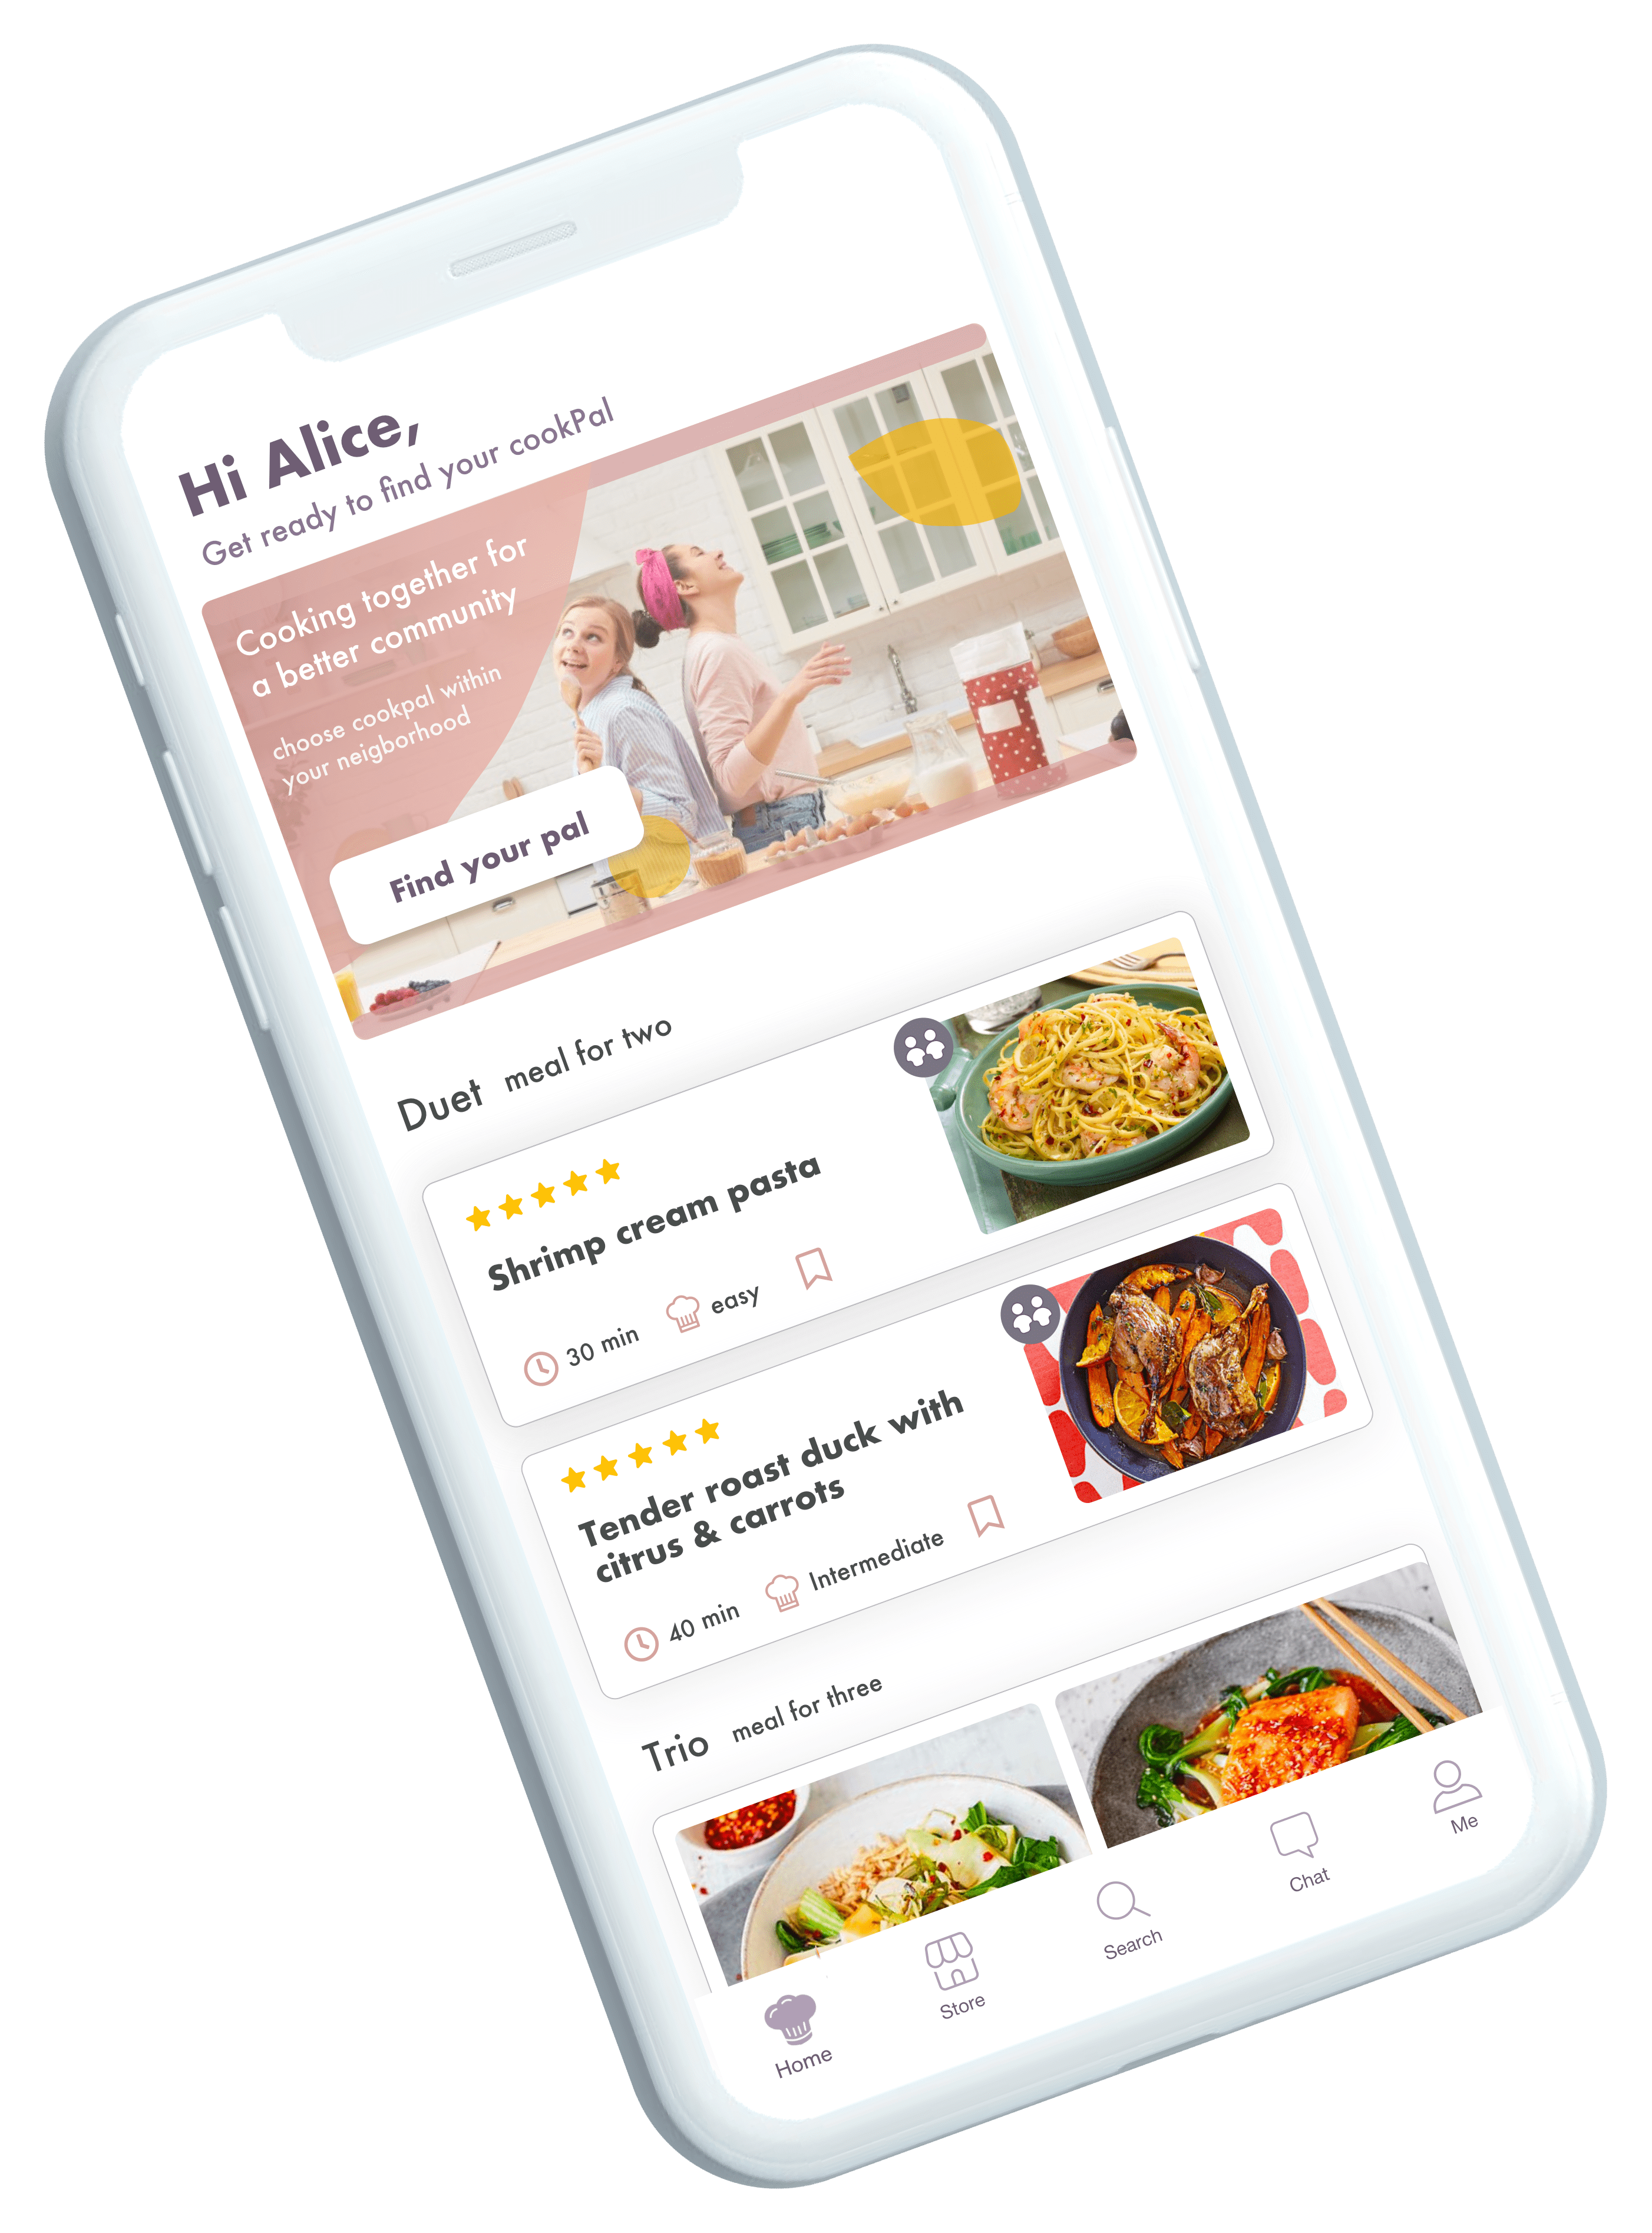 Hi Alice,
Get ready to find your cookPal
Cooking together for
a better community
choose cookpal within
your neigborhood
Find your pal
Duet meal for two
Shrimp cream pasta
30 min easy
Tender roast duck with
citrus & carrots
40 min Intermediate
Trio meal for three
Home Store Search Chat Me